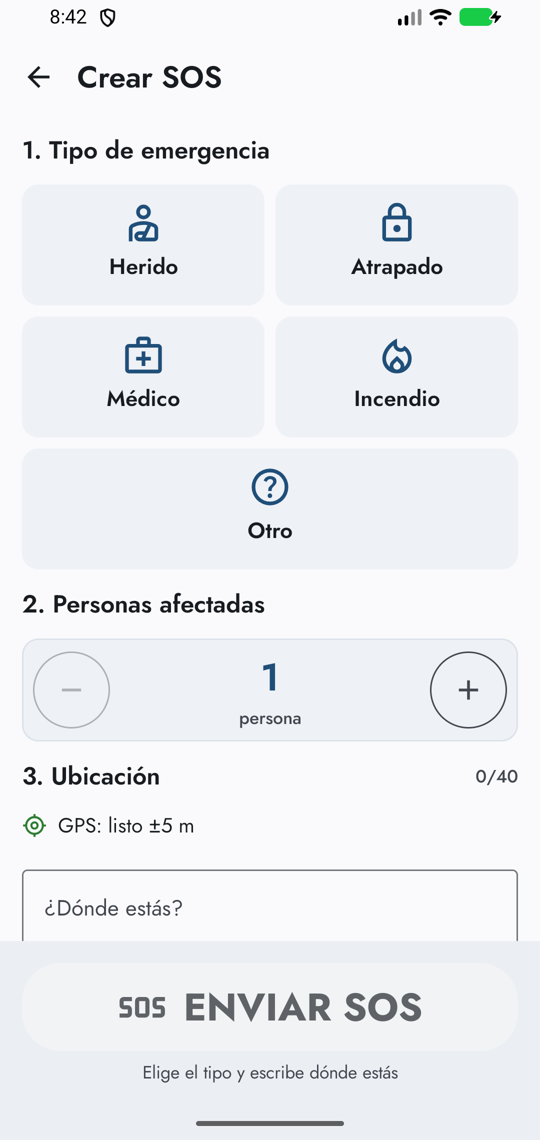 8:42
Crear SOS
1. Tipo de emergencia
Herido
Atrapado
Médico
Incendio
Otro
2. Personas afectadas
1
persona
3. Ubicación
0/40
GPS: listo ±5 m
¿Dónde estás?
SOS ENVIAR SOS
Elige el tipo y escribe dónde estás